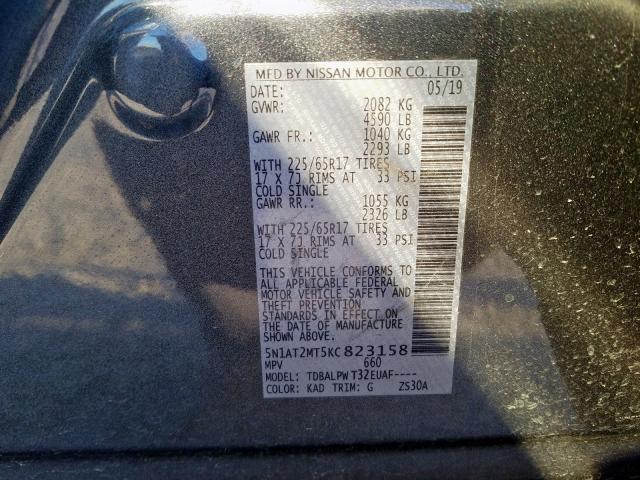 MFD BY NISSAN MOTOR CO., LTD.
DATE: 05/19
GVWR: 2082 KG
4590 LB
GAWR FR.: 1040 KG
2293 LB
WITH 225/65R17 TIRES
17 X 7J RIMS AT 33 PSI
COLD SINGLE
GAWR RR.: 1055 KG
2326 LB
WITH 225/65R17 TIRES
17 X 7J RIMS AT 33 PSI
COLD SINGLE
THIS VEHICLE CONFORMS TO
ALL APPLICABLE FEDERAL
MOTOR VEHICLE SAFETY AND
THEFT PREVENTION
STANDARDS IN EFFECT ON
THE DATE OF MANUFACTURE
SHOWN ABOVE.
5N1AT2MT5KC823158
MPV 660
MODEL: TDBALPW T32EUAF----
COLOR: KAD TRIM: G ZS30A